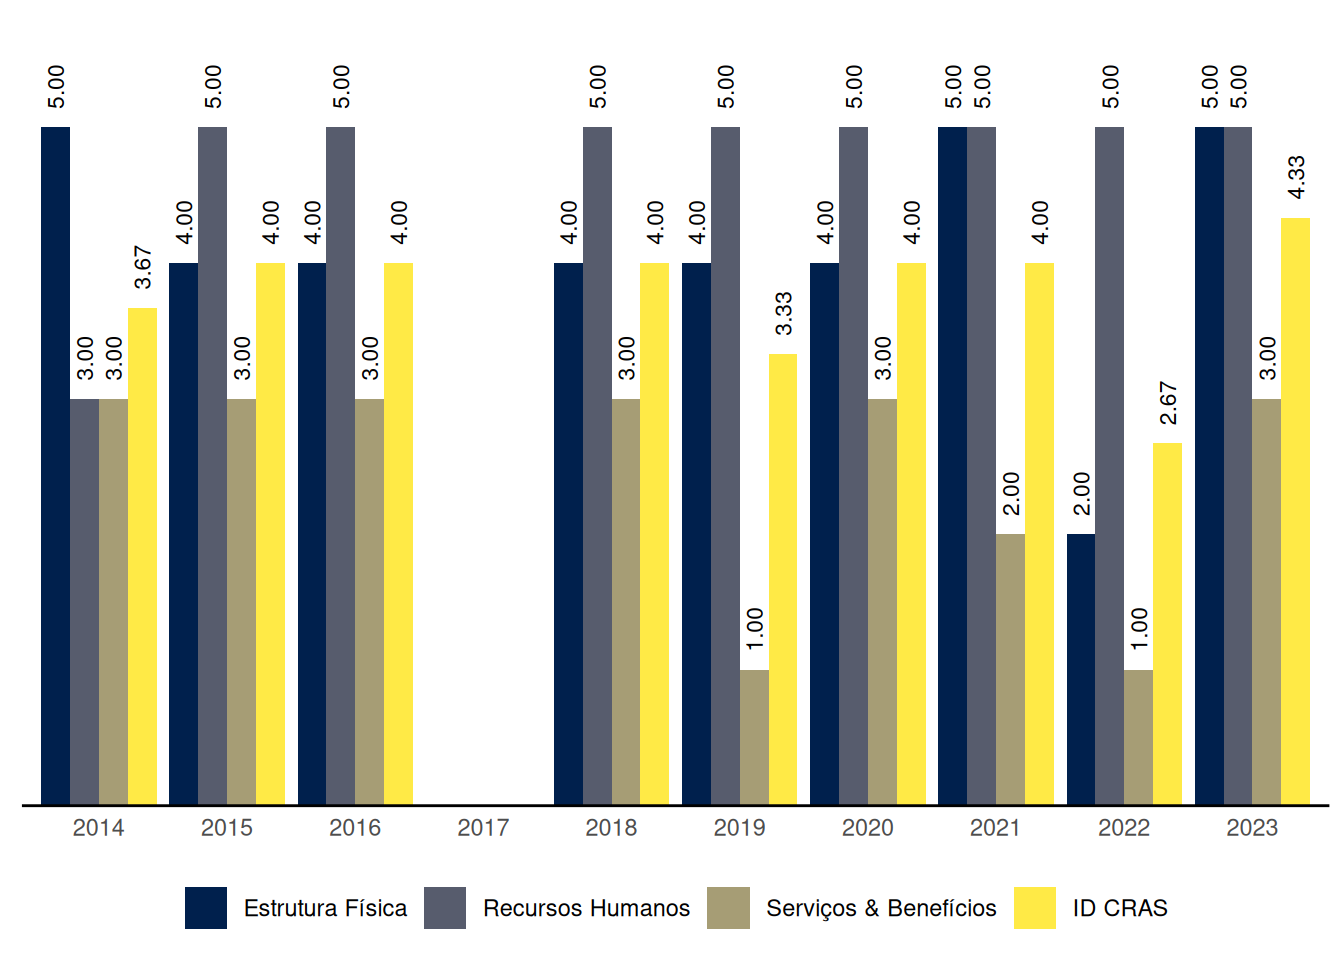 5.00 3.00 3.00 3.67 4.00 5.00 3.00 4.00 4.00 5.00 3.00 4.00 4.00 5.00 3.00 4.00 4.00 5.00 1.00 3.33 4.00 5.00 3.00 4.00 5.00 5.00 2.00 4.00 2.00 5.00 1.00 2.67 5.00 5.00 3.00 4.33
2014 2015 2016 2017 2018 2019 2020 2021 2022 2023
Estrutura Física Recursos Humanos Serviços & Benefícios ID CRAS